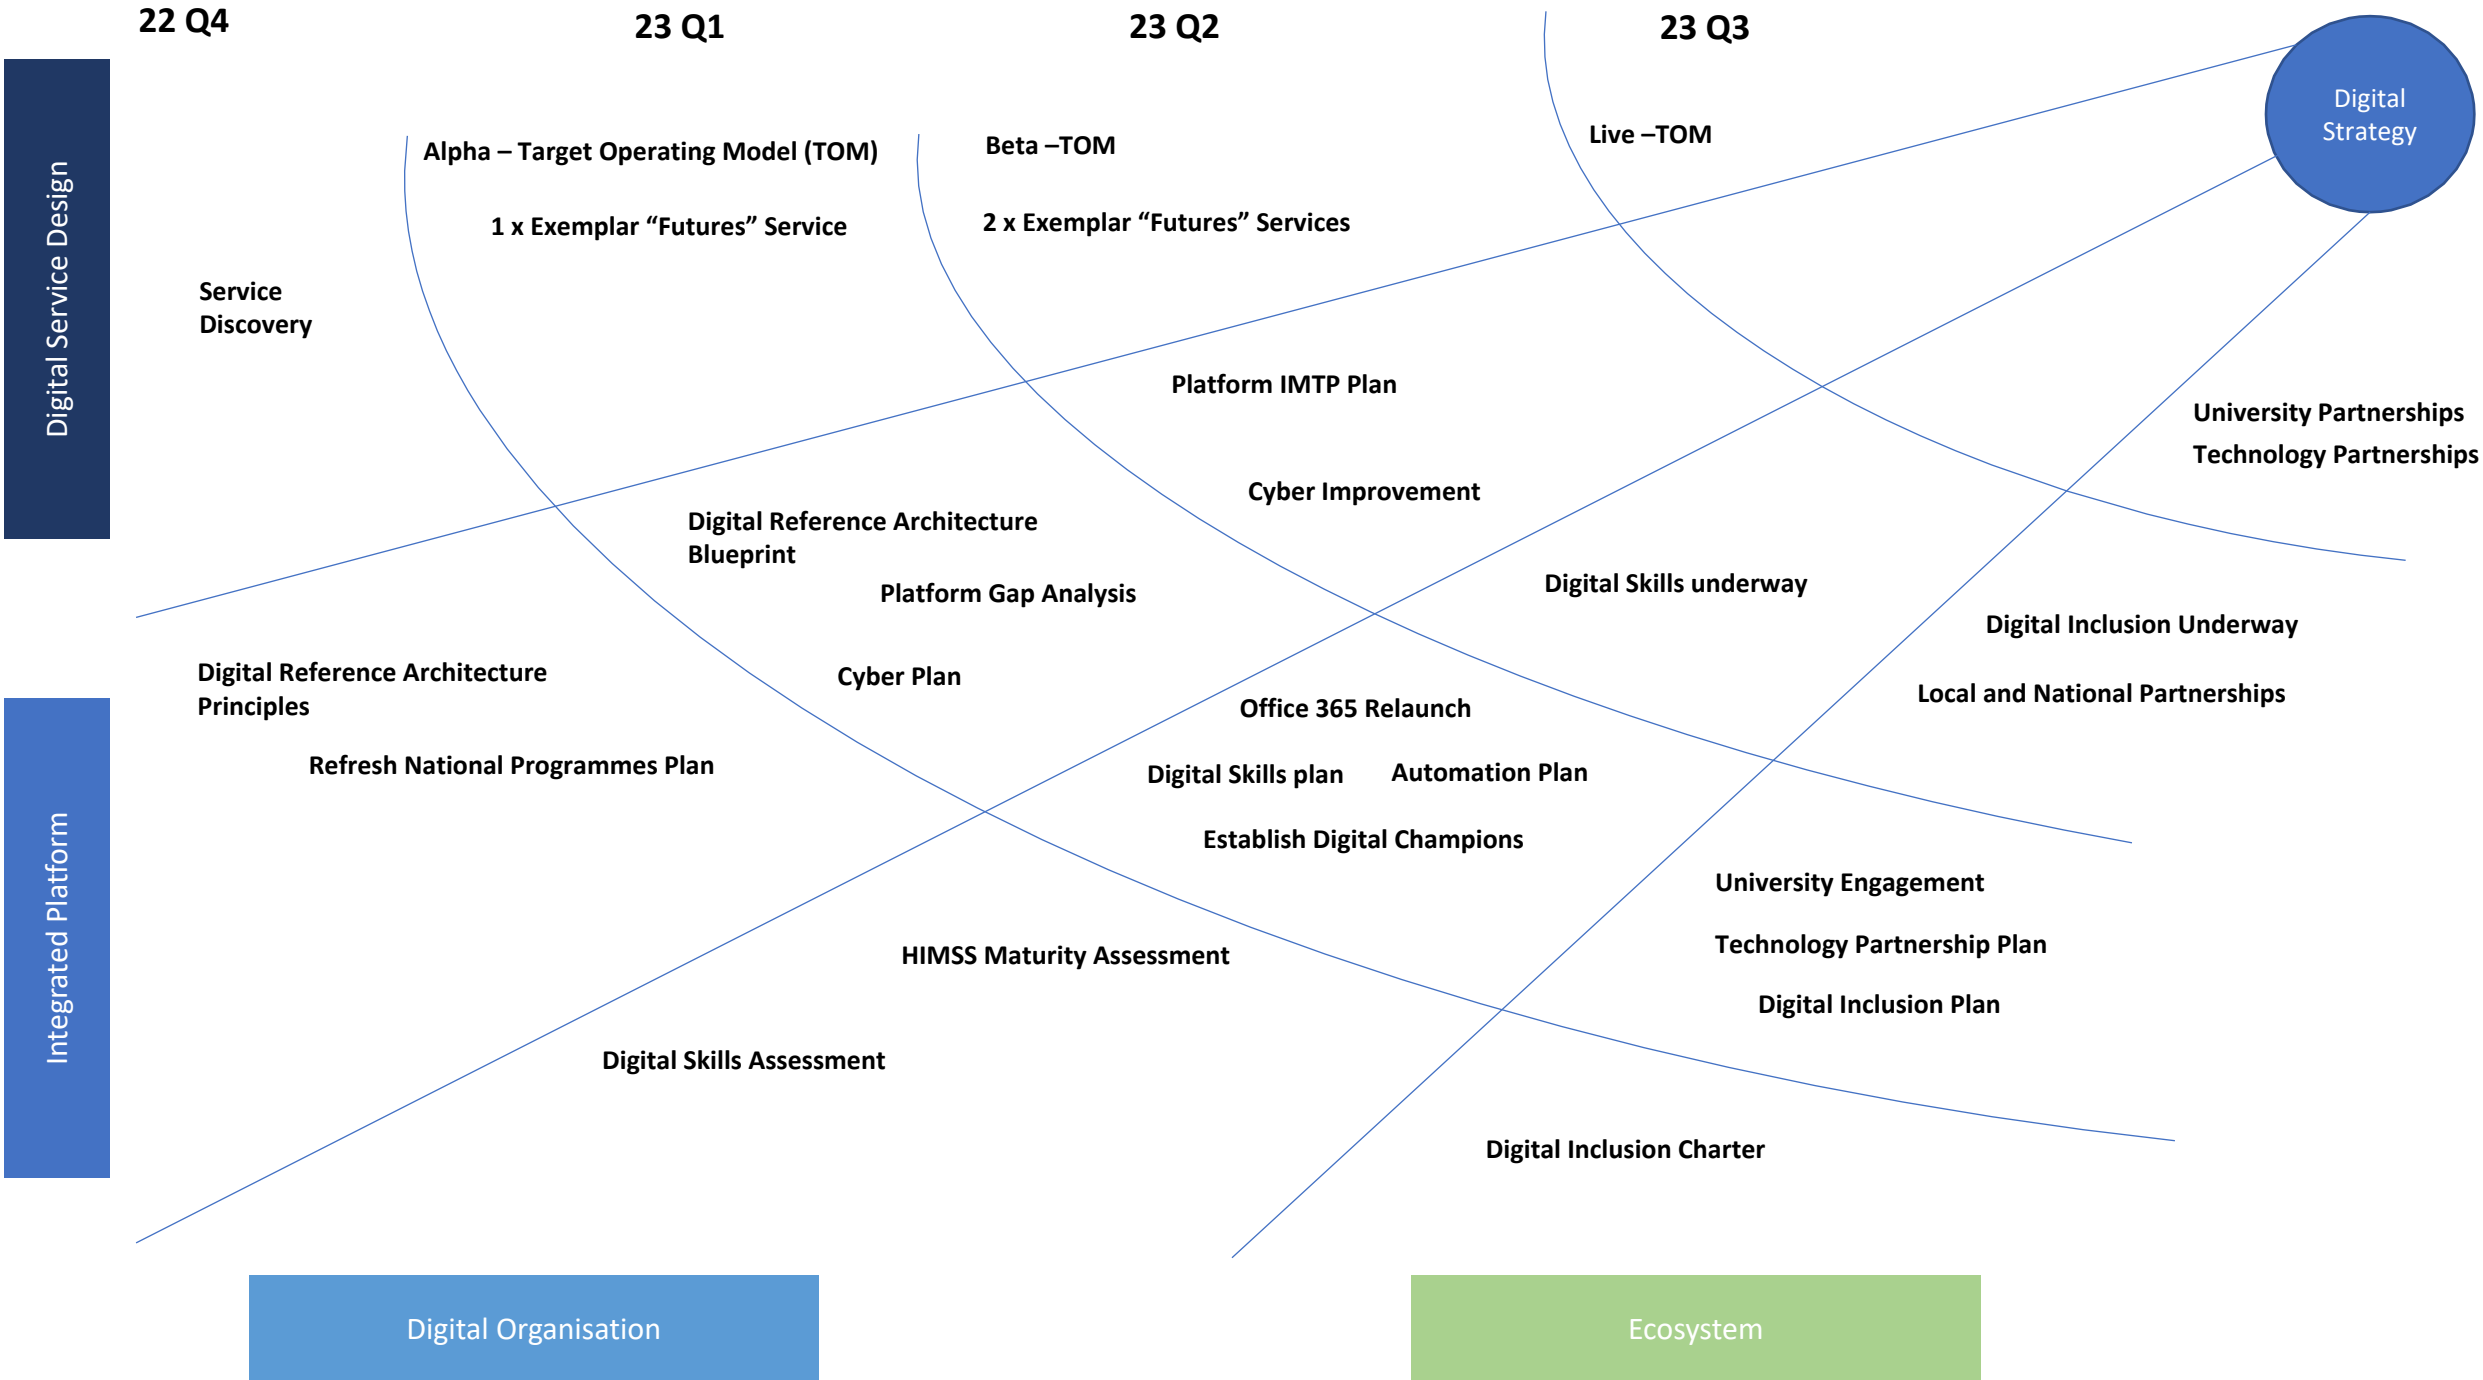 22 Q4
23 Q1
23 Q2
23 Q3
Digital
Strategy
Digital Service Design
Alpha – Target Operating Model (TOM)
1 x Exemplar “Futures” Service
Beta –TOM
2 x Exemplar “Futures” Services
Live –TOM
Service
Discovery
Platform IMTP Plan
Cyber Improvement
University Partnerships
Technology Partnerships
Digital Reference Architecture
Blueprint
Platform Gap Analysis
Cyber Plan
Digital Skills underway
Digital Inclusion Underway
Local and National Partnerships
Integrated Platform
Digital Reference Architecture
Principles
Refresh National Programmes Plan
Office 365 Relaunch
Digital Skills plan
Automation Plan
Establish Digital Champions
University Engagement
Technology Partnership Plan
Digital Inclusion Plan
HIMSS Maturity Assessment
Digital Skills Assessment
Digital Inclusion Charter
Digital Organisation
Ecosystem